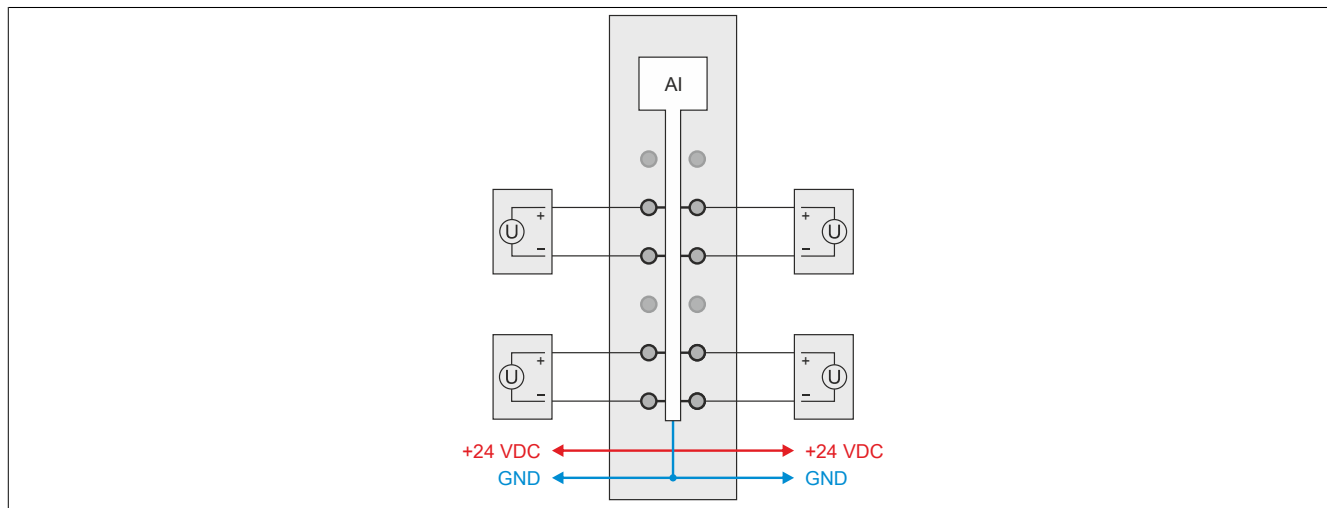 AI
+ +
U U
− −
+ +
U U
− −
+24 VDC +24 VDC
GND GND